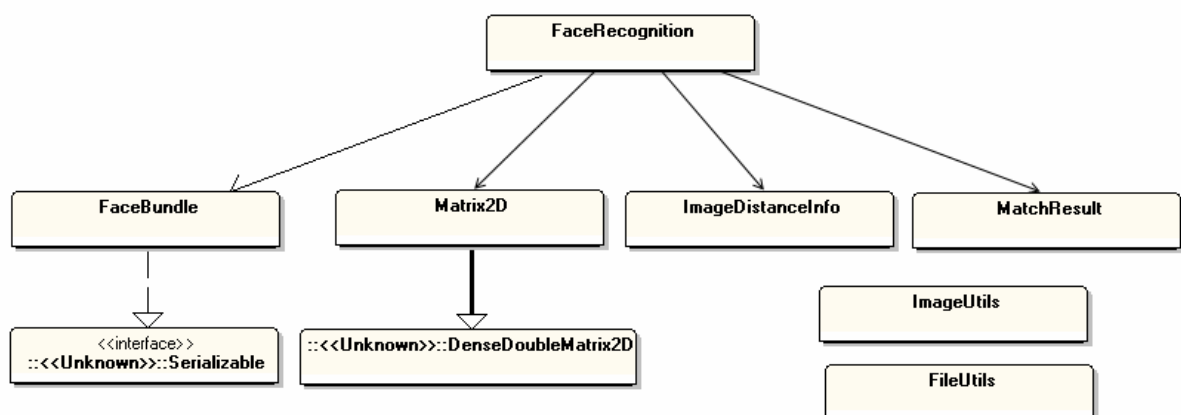 FaceRecognition
FaceBundle
Matrix2D
ImageDistanceInfo
MatchResult
ImageUtils
<<interface>>
::<<Unknown>>::Serializable
::<<Unknown>>::DenseDoubleMatrix2D
FileUtils